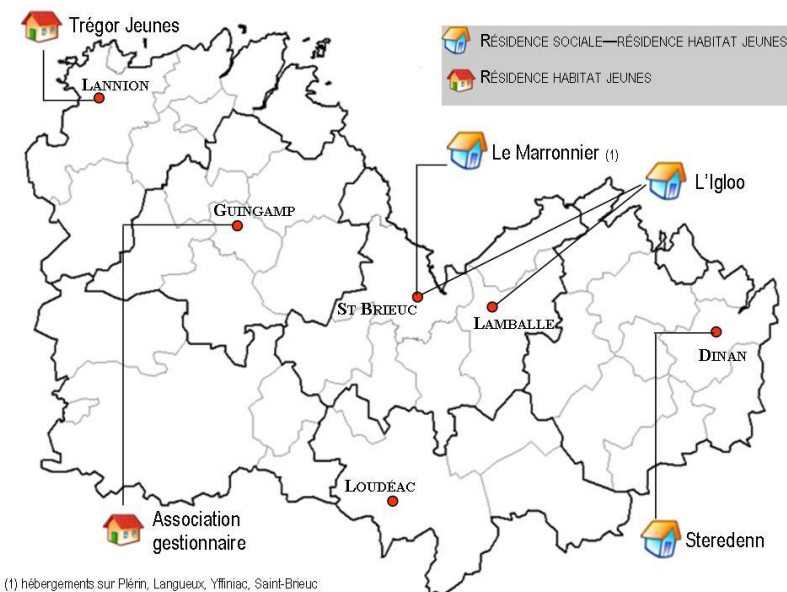 Trégor Jeunes
RÉSIDENCE SOCIALE—RÉSIDENCE HABITAT JEUNES
RÉSIDENCE HABITAT JEUNES
LANNION
Le Marronnier (1)
L'Igloo
GUINGAMP
ST BRIEUC
LAMBALLE
DINAN
LOUDÉAC
Association
gestionnaire
Steredenn
(1) hébergements sur Plérin, Langueux, Yffiniac, Saint-Brieuc